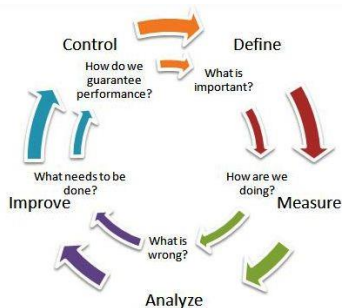 Control
Define
How do we
guarantee
performance?
What is
important?
How are we
doing?
Measure
What is
wrong?
Analyze
What needs to be
done?
Improve